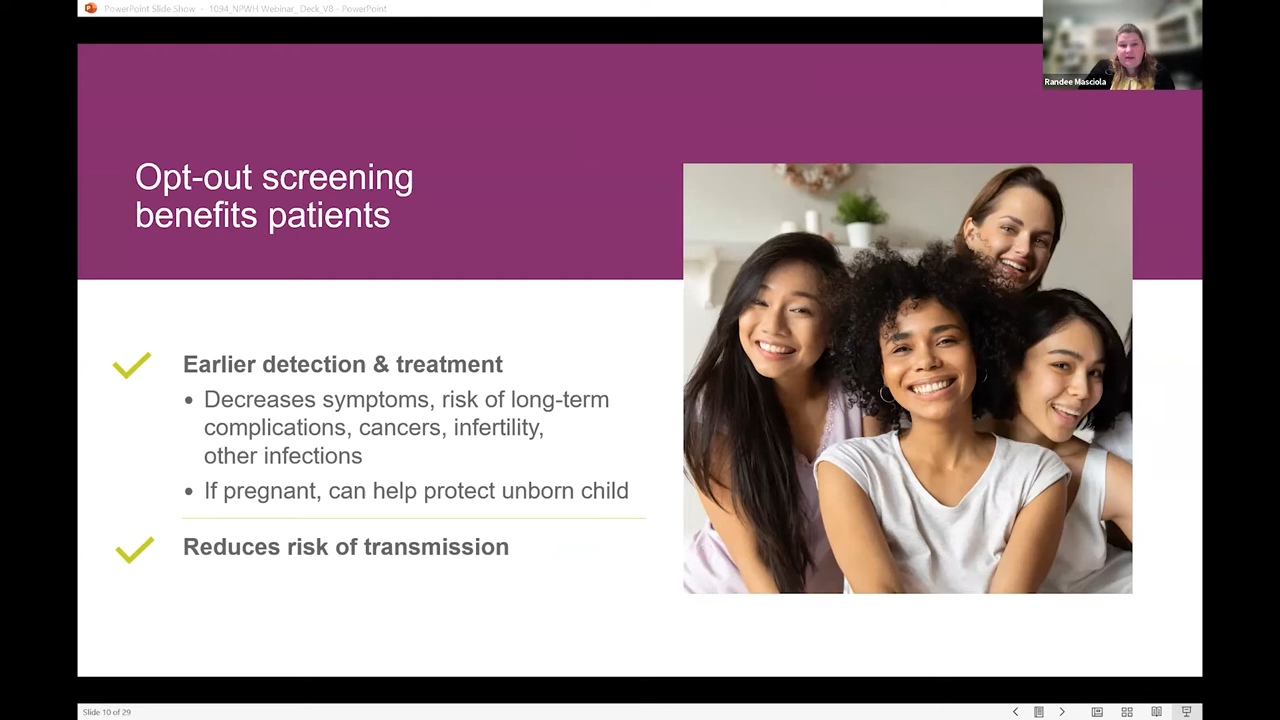 PowerPoint Slide Show - 1094_NPWH Webinar_ Deck_V8 - PowerPoint
Randee Masciola
Opt-out screening
benefits patients
Earlier detection & treatment
• Decreases symptoms, risk of long-term
complications, cancers, infertility,
other infections
• If pregnant, can help protect unborn child
Reduces risk of transmission
Slide 10 of 29